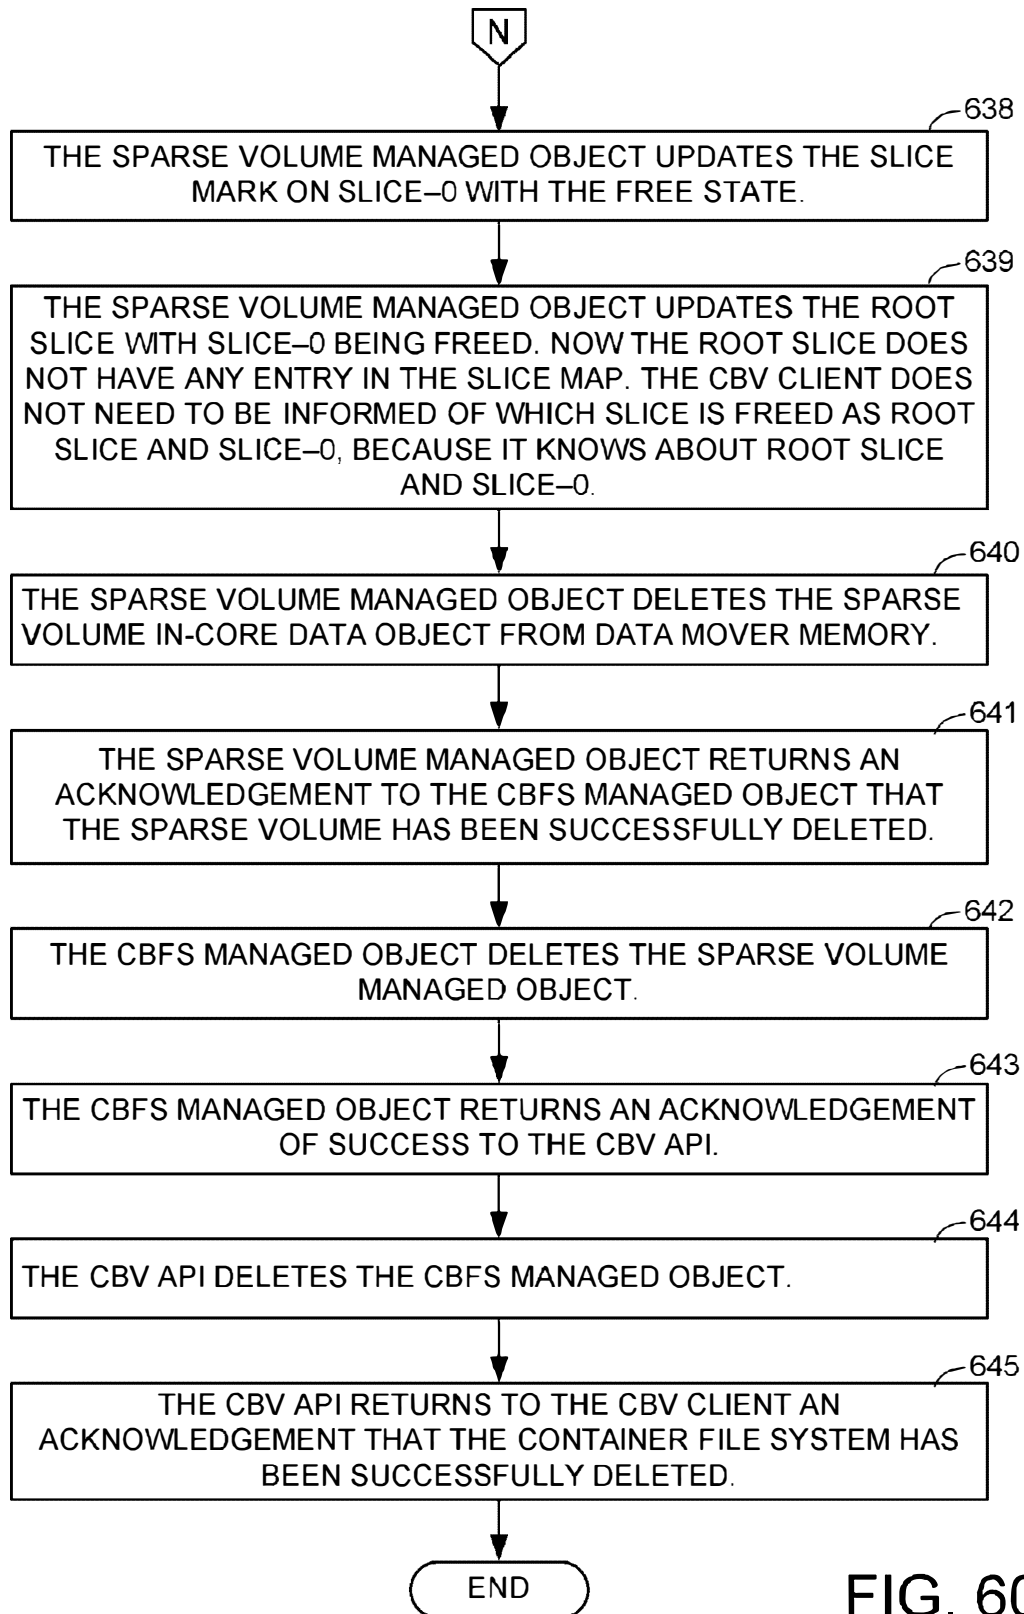 N
638
THE SPARSE VOLUME MANAGED OBJECT UPDATES THE SLICE
MARK ON SLICE–0 WITH THE FREE STATE.
639
THE SPARSE VOLUME MANAGED OBJECT UPDATES THE ROOT
SLICE WITH SLICE–0 BEING FREED. NOW THE ROOT SLICE DOES
NOT HAVE ANY ENTRY IN THE SLICE MAP. THE CBV CLIENT DOES
NOT NEED TO BE INFORMED OF WHICH SLICE IS FREED AS ROOT
SLICE AND SLICE–0, BECAUSE IT KNOWS ABOUT ROOT SLICE
AND SLICE–0.
640
THE SPARSE VOLUME MANAGED OBJECT DELETES THE SPARSE
VOLUME IN-CORE DATA OBJECT FROM DATA MOVER MEMORY.
641
THE SPARSE VOLUME MANAGED OBJECT RETURNS AN
ACKNOWLEDGEMENT TO THE CBFS MANAGED OBJECT THAT
THE SPARSE VOLUME HAS BEEN SUCCESSFULLY DELETED.
642
THE CBFS MANAGED OBJECT DELETES THE SPARSE VOLUME
MANAGED OBJECT.
643
THE CBFS MANAGED OBJECT RETURNS AN ACKNOWLEDGEMENT
OF SUCCESS TO THE CBV API.
644
THE CBV API DELETES THE CBFS MANAGED OBJECT.
645
THE CBV API RETURNS TO THE CBV CLIENT AN
ACKNOWLEDGEMENT THAT THE CONTAINER FILE SYSTEM HAS
BEEN SUCCESSFULLY DELETED.
END
FIG. 60